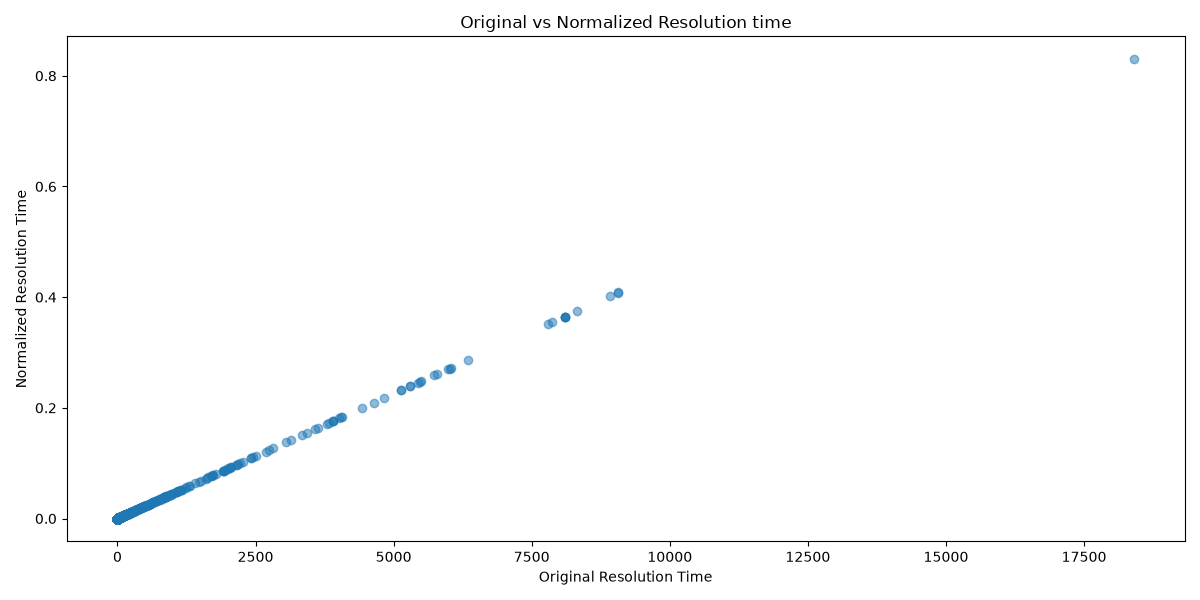 Original vs Normalized Resolution time
Normalized Resolution Time
0.8
0.6
0.4
0.2
0.0
0 2500 5000 7500 10000 12500 15000 17500
Original Resolution Time